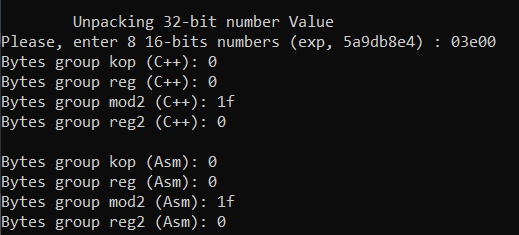 Unpacking 32-bit number Value
Please, enter 8 16-bits numbers (exp, 5a9db8e4) : 03e00
Bytes group kop (C++): 0
Bytes group reg (C++): 0
Bytes group mod2 (C++): 1f
Bytes group reg2 (C++): 0
Bytes group kop (Asm): 0
Bytes group reg (Asm): 0
Bytes group mod2 (Asm): 1f
Bytes group reg2 (Asm): 0